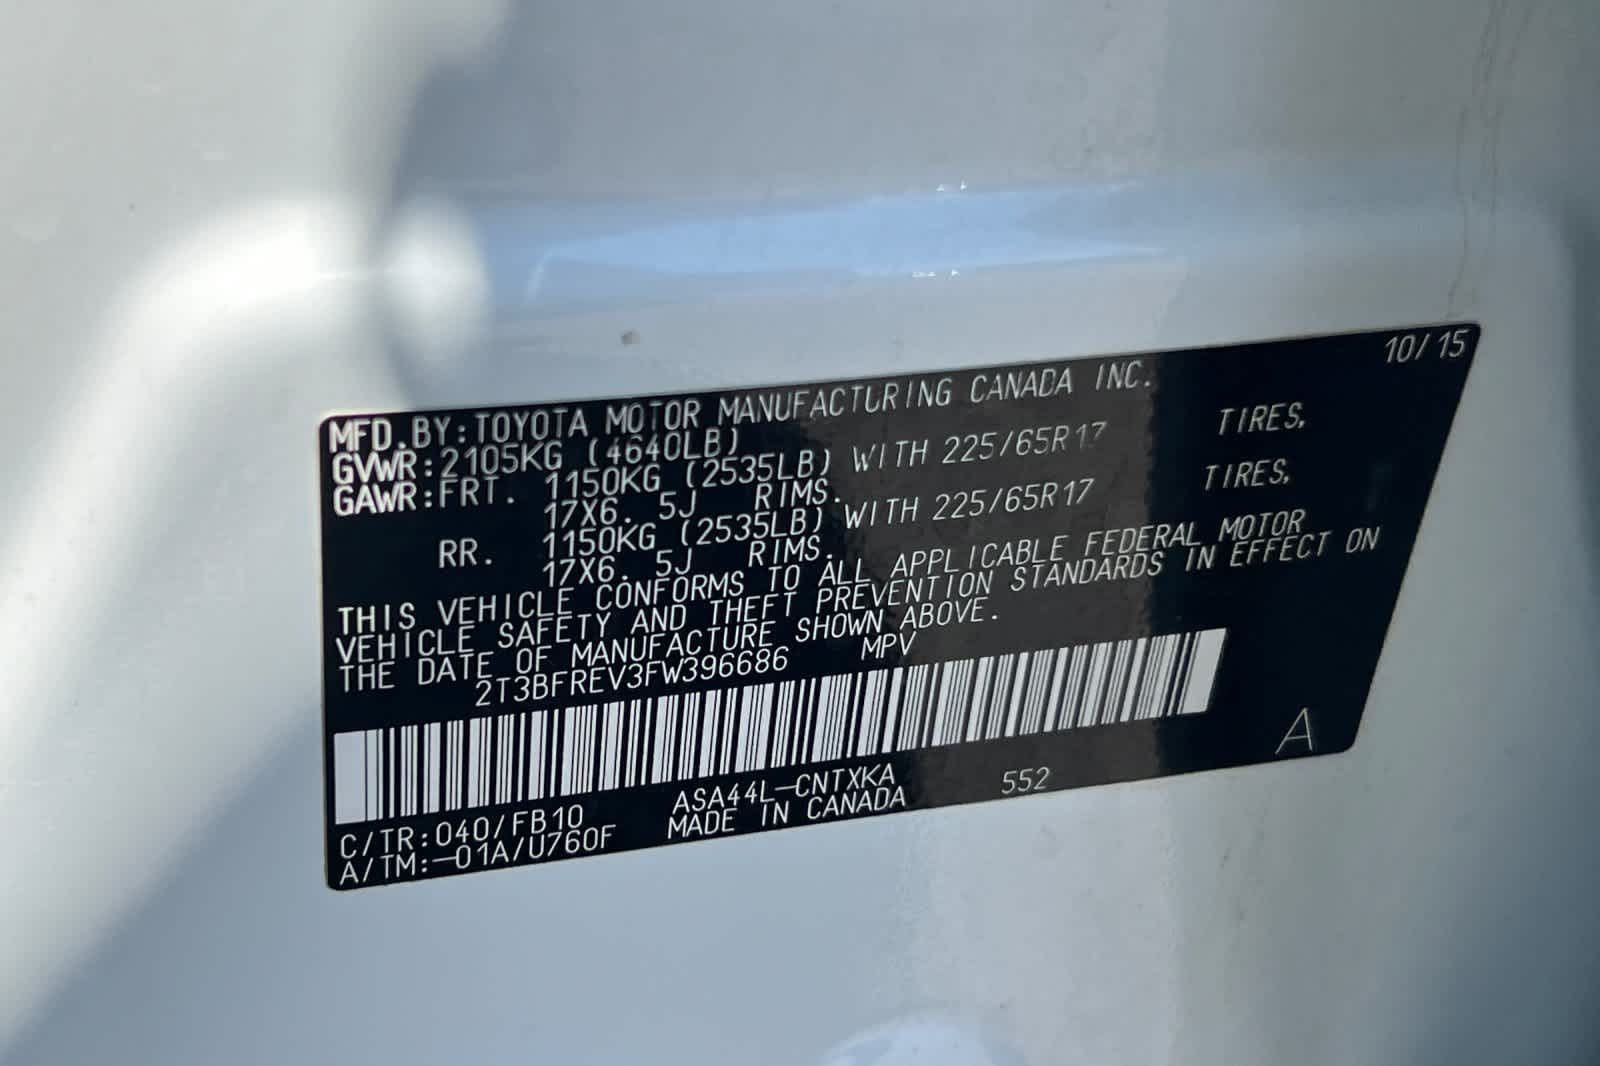 10/15
MFD.BY:TOYOTA MOTOR MANUFACTURING CANADA INC.
GVWR:2105KG (4640LB)
GAWR:FRT. 1150KG (2535LB) WITH 225/65R17 TIRES,
17X6.5J RIMS.
RR. 1150KG (2535LB) WITH 225/65R17 TIRES,
17X6.5J RIMS.
THIS VEHICLE CONFORMS TO ALL APPLICABLE FEDERAL MOTOR
VEHICLE SAFETY AND THEFT PREVENTION STANDARDS IN EFFECT ON
THE DATE OF MANUFACTURE SHOWN ABOVE.
2T3BFREV3FW396686 MPV
A
C/TR:040/FB10 ASA44L-CNTXKA 552
A/TM:-01A/U760F MADE IN CANADA